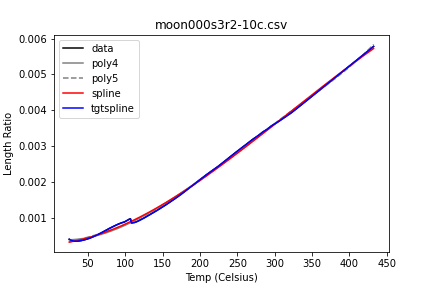 moon000s3r2-10c.csv
data
poly4
poly5
spline
tgtspline
Length Ratio
0.006
0.005
0.004
0.003
0.002
0.001
50 100 150 200 250 300 350 400 450
Temp (Celsius)